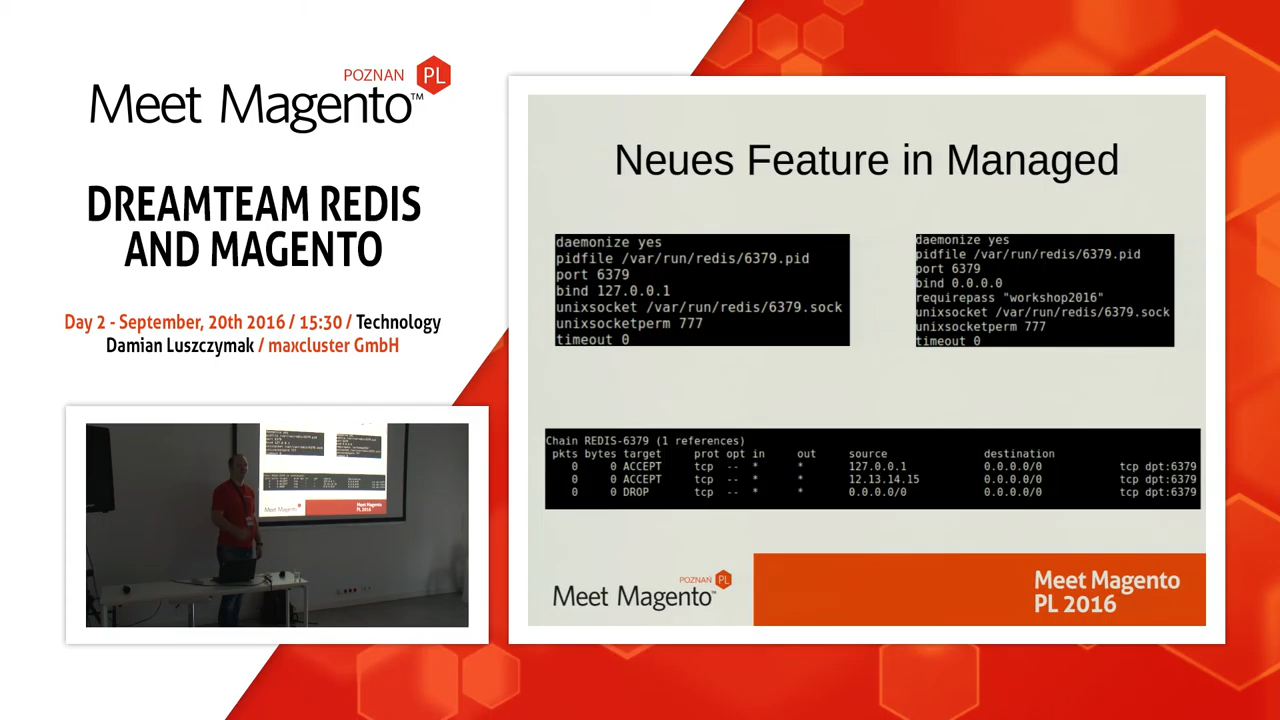 POZNAN PL
Meet Magento™
DREAMTEAM REDIS
AND MAGENTO
Day 2 - September, 20th 2016 / 15:30 / Technology
Damian Luszczymak / maxcluster GmbH
Neues Feature in Managed
daemonize yes
pidfile /var/run/redis/6379.pid
port 6379
bind 127.0.0.1
unixsocket /var/run/redis/6379.sock
unixsocketperm 777
timeout 0
daemonize yes
pidfile /var/run/redis/6379.pid
port 6379
bind 0.0.0.0
requirepass "workshop2016"
unixsocket /var/run/redis/6379.sock
unixsocketperm 777
timeout 0
Chain REDIS-6379 (1 references)
pkts bytes target prot opt in out source destination
0 0 ACCEPT tcp -- * * 127.0.0.1 0.0.0.0/0 tcp dpt:6379
0 0 ACCEPT tcp -- * * 12.13.14.15 0.0.0.0/0 tcp dpt:6379
0 0 DROP tcp -- * * 0.0.0.0/0 0.0.0.0/0 tcp dpt:6379
POZNAN PL
Meet Magento™
Meet Magento
PL 2016
Meet Magento
Meet Magento
PL 2016